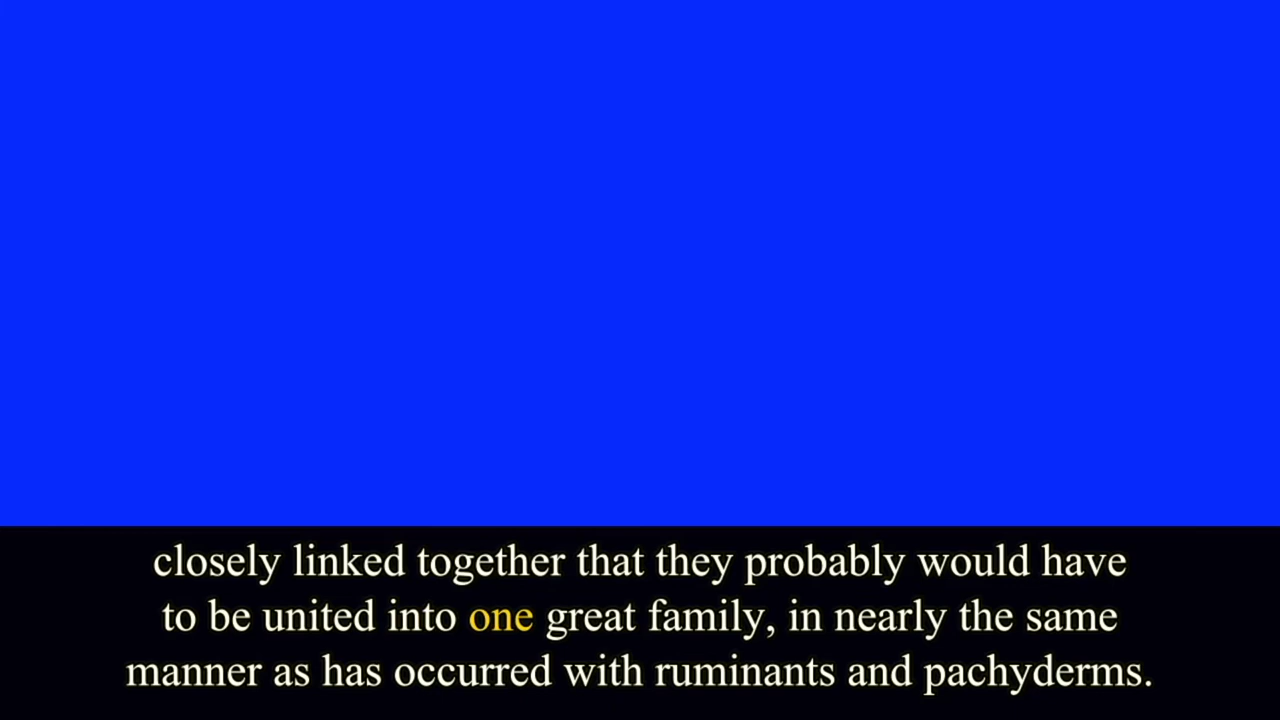 closely linked together that they probably would have
to be united into one great family, in nearly the same
manner as has occurred with ruminants and pachyderms.